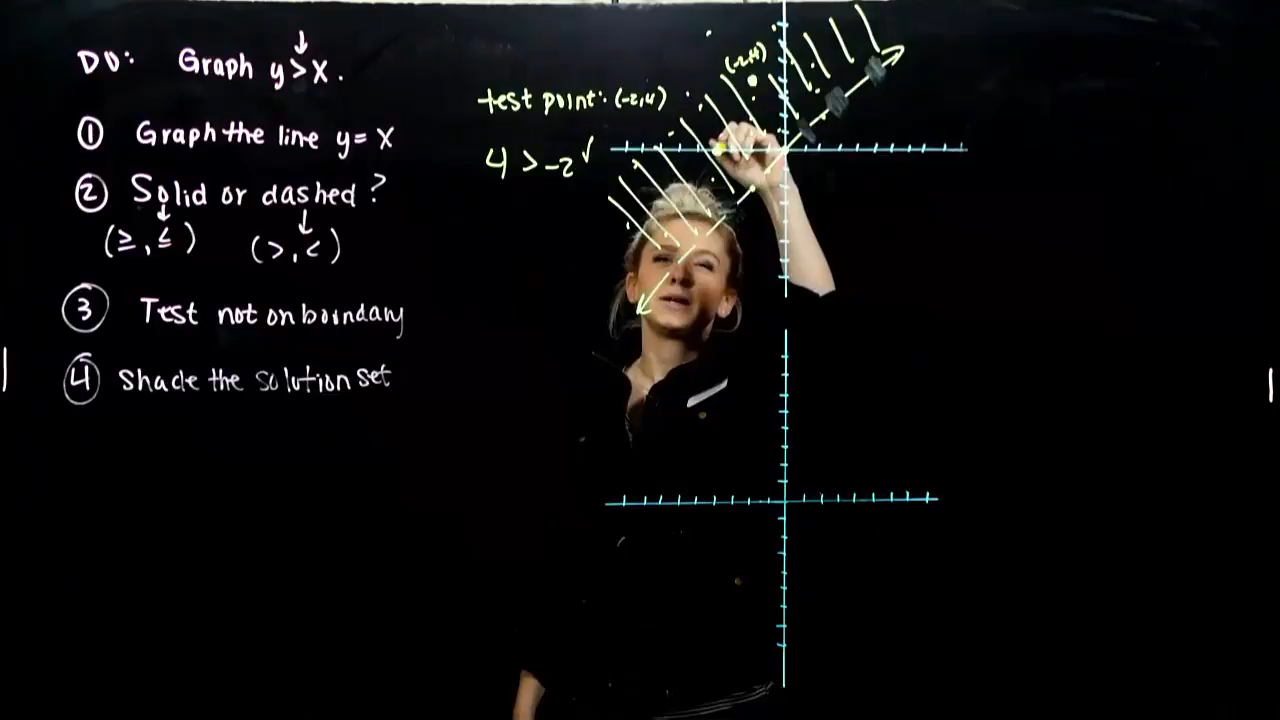 DO: Graph y > x.
① Graph the line y = x
② Solid or dashed?
(≥, ≤) (>, <)
③ Test not on boundary
④ Shade the solution set
test point: (-2,4)
4 > -2 ✓
(-2,4)